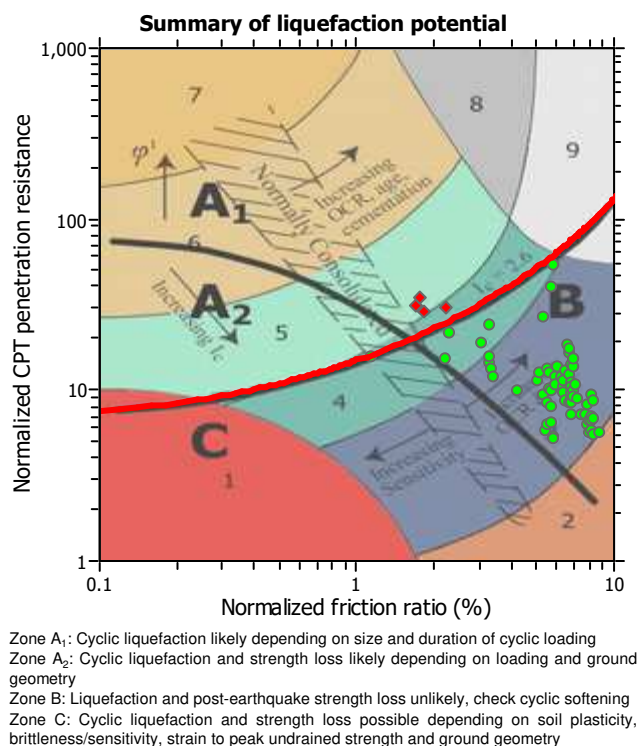 Summary of liquefaction potential
1,000
100
10
1
Normalized CPT penetration resistance
7
8
9
φ'
A1
Increasing
OCR, age,
cementation
Normally Consolidated
6
A2
Increasing Ic
5
Ic = 2.6
B
4
C
1
Increasing
Sensitivity
OCR
2
0.1
1
10
Normalized friction ratio (%)
Zone A1: Cyclic liquefaction likely depending on size and duration of cyclic loading
Zone A2: Cyclic liquefaction and strength loss likely depending on loading and ground
geometry
Zone B: Liquefaction and post-earthquake strength loss unlikely, check cyclic softening
Zone C: Cyclic liquefaction and strength loss possible depending on soil plasticity,
brittleness/sensitivity, strain to peak undrained strength and ground geometry